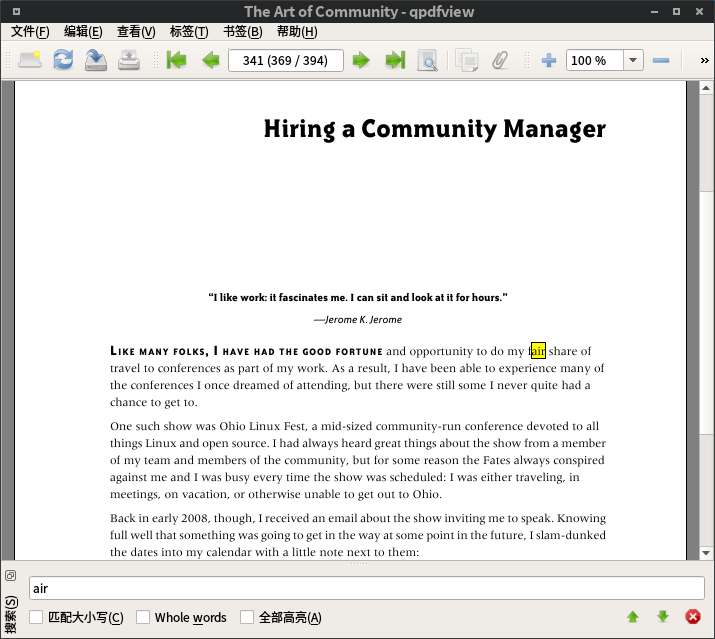 The Art of Community - qpdfview
文件(F) 编辑(E) 查看(V) 标签(T) 书签(B) 帮助(H)
341 (369 / 394) 100 % »
Hiring a Community Manager
“I like work: it fascinates me. I can sit and look at it for hours.”
—Jerome K. Jerome
LIKE MANY FOLKS, I HAVE HAD THE GOOD FORTUNE and opportunity to do my fair share of
travel to conferences as part of my work. As a result, I have been able to experience many of
the conferences I once dreamed of attending, but there were still some I never quite had a
chance to get to.
One such show was Ohio Linux Fest, a mid-sized community-run conference devoted to all
things Linux and open source. I had always heard great things about the show from a member
of my team and members of the community, but for some reason the Fates always conspired
against me and I was busy every time the show was scheduled: I was either traveling, in
meetings, on vacation, or otherwise unable to get out to Ohio.
Back in early 2008, though, I received an email about the show inviting me to speak. Knowing
full well that something was going to get in the way at some point in the future, I slam-dunked
the dates into my calendar with a little note next to them:
搜索(S)
air
匹配大小写(C) Whole words 全部高亮(A)